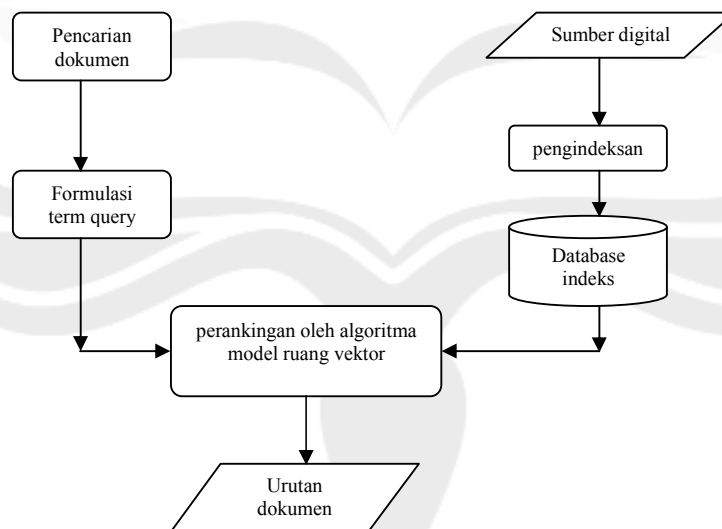 Pencarian
dokumen
Sumber digital
pengindeksan
Formulasi
term query
Database
indeks
perankingan oleh algoritma
model ruang vektor
Urutan
dokumen